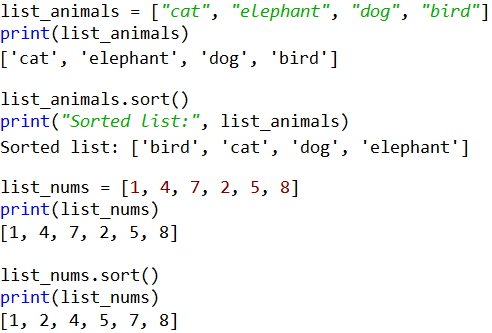 list_animals = ["cat", "elephant", "dog", "bird"]
print(list_animals)
['cat', 'elephant', 'dog', 'bird']
list_animals.sort()
print("Sorted list:", list_animals)
Sorted list: ['bird', 'cat', 'dog', 'elephant']
list_nums = [1, 4, 7, 2, 5, 8]
print(list_nums)
[1, 4, 7, 2, 5, 8]
list_nums.sort()
print(list_nums)
[1, 2, 4, 5, 7, 8]